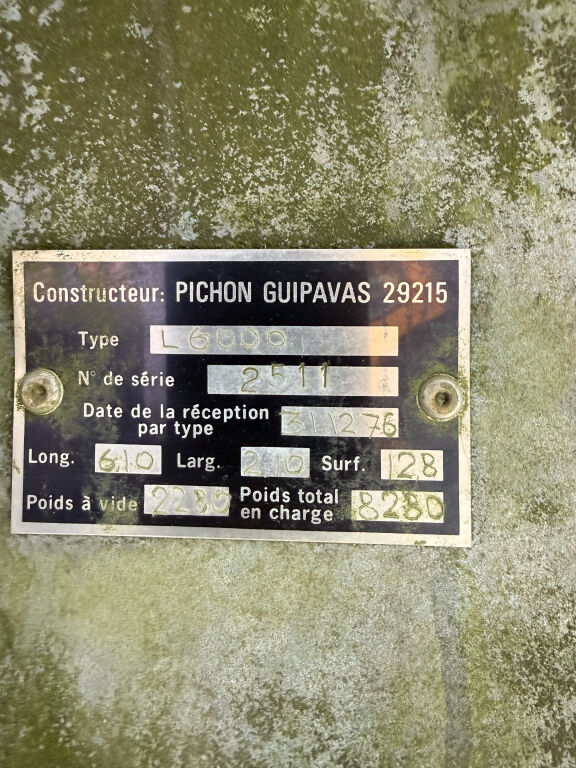 Constructeur: PICHON GUIPAVAS 29215
Type L6000
N° de série 2511
Date de la réception
par type 311276
Long. 610 Larg. 210 Surf. 128
Poids à vide 2280 Poids total
en charge 8280